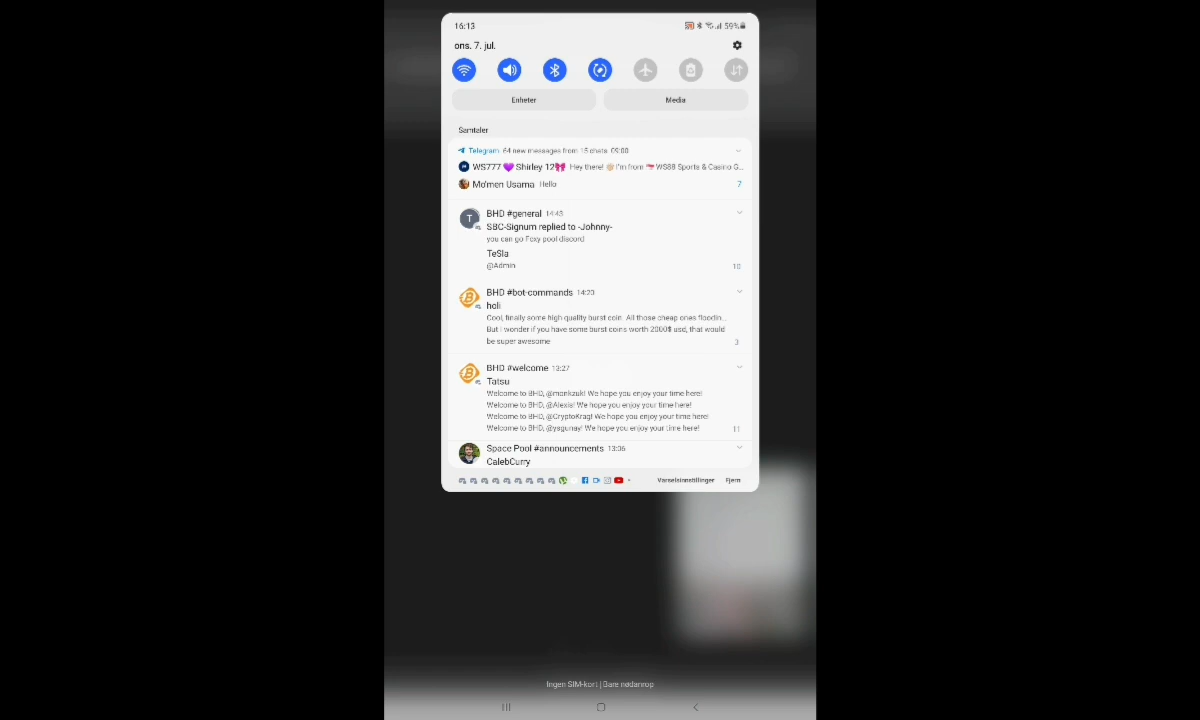 16:13
59%
ons. 7. jul.
Enheter
Media
Samtaler
Telegram 64 new messages from 15 chats 09:00
WS777 💜 Shirley 12🎀 Hey there! 👋🏼 I'm from 🎟 WS88 Sports & Casino G...
Mo'men Usama Hello
7
BHD #general 14:43
SBC-Signum replied to -Johnny-
you can go Foxy pool discord
TeSla
@Admin
10
BHD #bot-commands 14:23
holi
Cool, finally some high quality burst coin. All those cheap ones floodin...
But I wonder if you have some burst coins worth 2000$ usd, that would
be super awesome
3
BHD #welcome 13:27
Tatsu
Welcome to BHD, @monkzuk! We hope you enjoy your time here!
Welcome to BHD, @Alexis! We hope you enjoy your time here!
Welcome to BHD, @CryptoKrag! We hope you enjoy your time here!
Welcome to BHD, @ysgunay! We hope you enjoy your time here!
11
Space Pool #announcements 13:06
CalebCurry
Varselsinnstillinger
Fjern
Ingen SIM-kort | Bare nødanrop